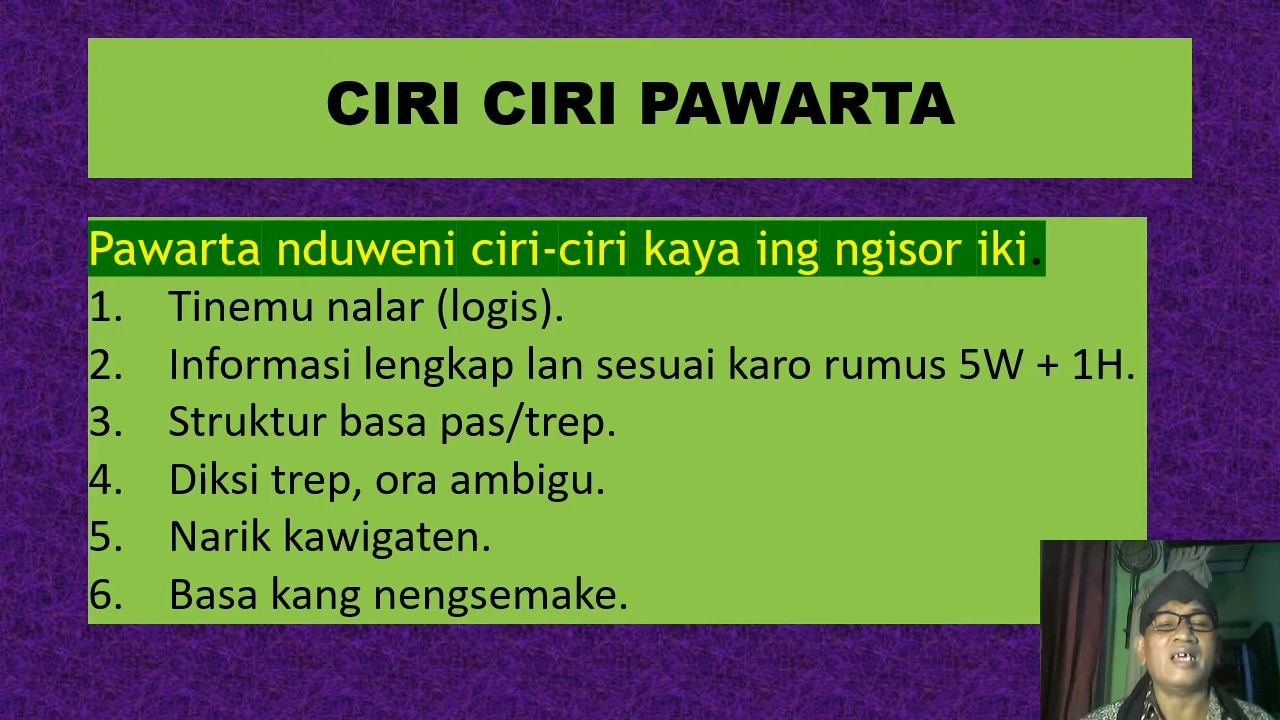 CIRI CIRI PAWARTA
Pawarta nduweni ciri-ciri kaya ing ngisor iki.
1. Tinemu nalar (logis).
2. Informasi lengkap lan sesuai karo rumus 5W + 1H.
3. Struktur basa pas/trep.
4. Diksi trep, ora ambigu.
5. Narik kawigaten.
6. Basa kang nengsemake.